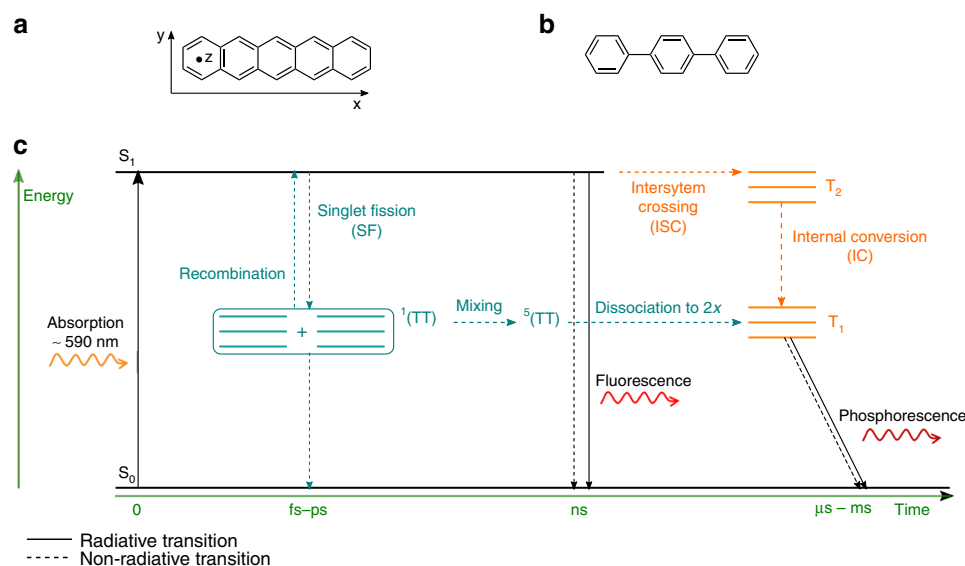 a
y
z
x
b
c
S1
Energy
Singlet fission
(SF)
Recombination
Intersytem
crossing
(ISC)
T2
Internal conversion
(IC)
Absorption
~ 590 nm
+
1(TT)
Mixing
5(TT)
Dissociation to 2x
T1
Fluorescence
Phosphorescence
S0
0
fs–ps
ns
μs – ms
Time
Radiative transition
Non-radiative transition